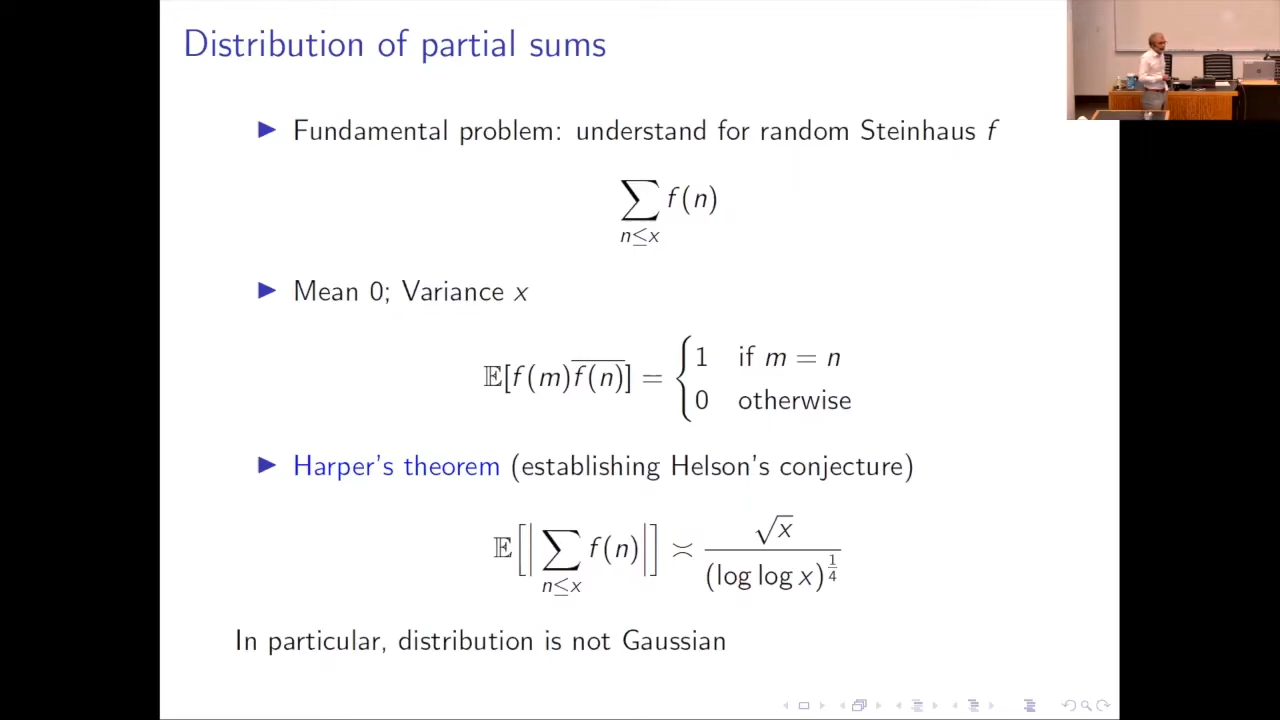 Distribution of partial sums
▶ Fundamental problem: understand for random Steinhaus f
∑ f(n)
n≤x
▶ Mean 0; Variance x
𝔼[f(m)f(n)‾] = { 1 if m = n
0 otherwise
▶ Harper's theorem (establishing Helson's conjecture)
𝔼[|∑ f(n)|] ≍ √x / (log log x)^{1/4}
n≤x
In particular, distribution is not Gaussian